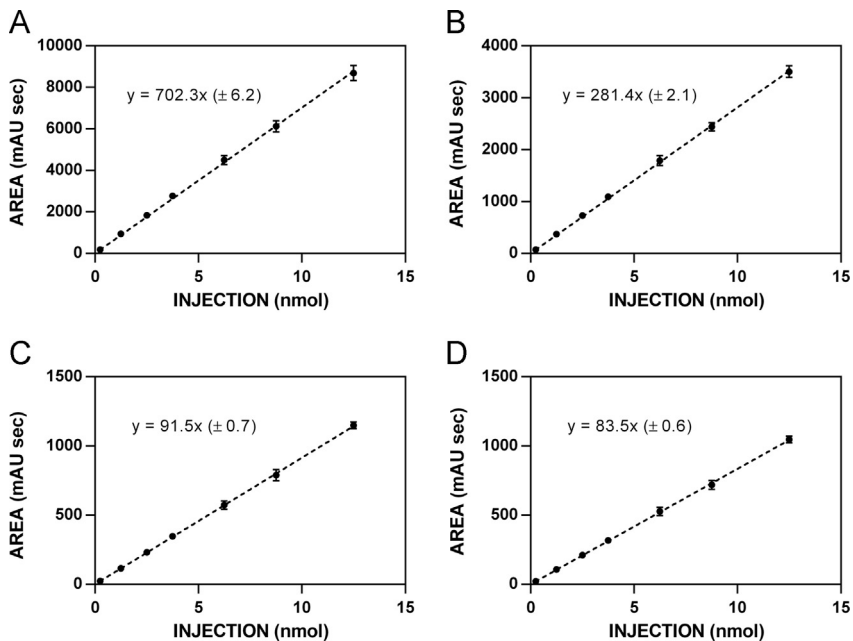 A
10000
8000
6000
4000
2000
0
AREA (mAU sec)
y = 702.3x (± 6.2)
0 5 10 15
INJECTION (nmol)
B
4000
3000
2000
1000
0
AREA (mAU sec)
y = 281.4x (± 2.1)
0 5 10 15
INJECTION (nmol)
C
1500
1000
500
0
AREA (mAU sec)
y = 91.5x (± 0.7)
0 5 10 15
INJECTION (nmol)
D
1500
1000
500
0
AREA (mAU sec)
y = 83.5x (± 0.6)
0 5 10 15
INJECTION (nmol)